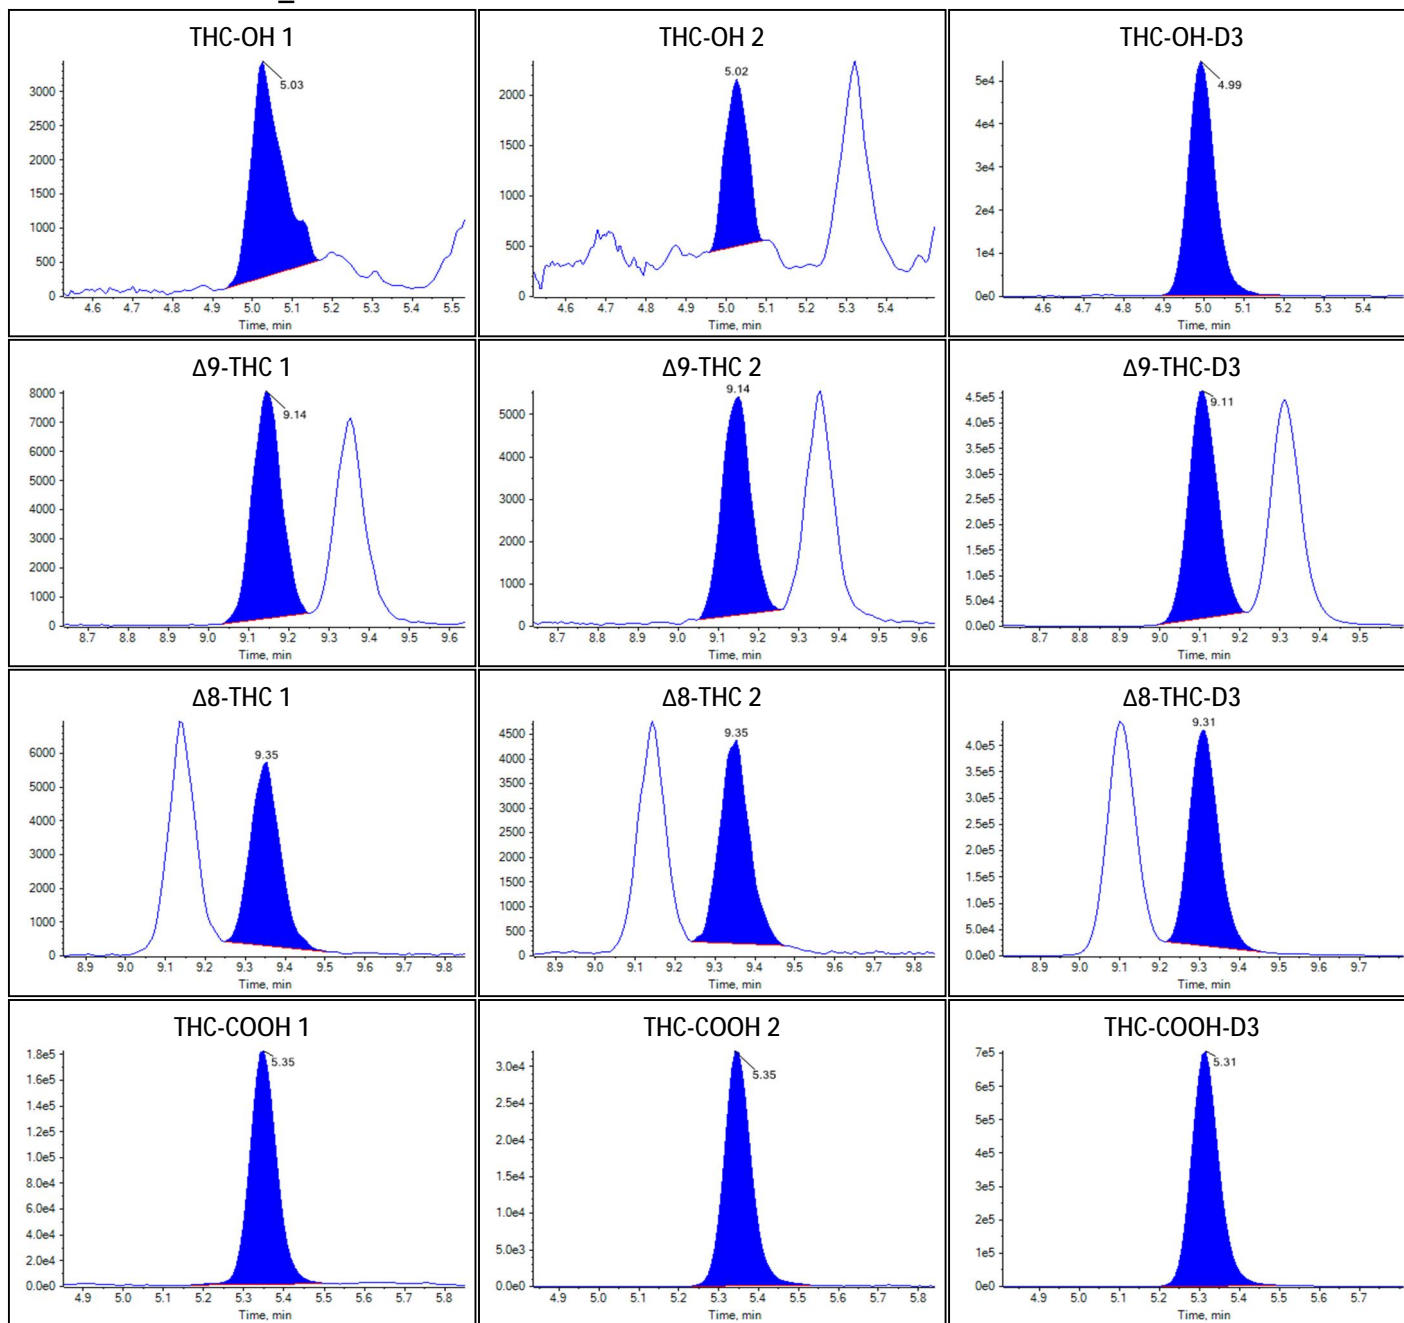 THC-OH 1
3000
2500
2000
1500
1000
500
0
5.03
4.6 4.7 4.8 4.9 5.0 5.1 5.2 5.3 5.4 5.5
Time, min
THC-OH 2
2000
1500
1000
500
0
5.02
4.6 4.7 4.8 4.9 5.0 5.1 5.2 5.3 5.4
Time, min
THC-OH-D3
5e4
4e4
3e4
2e4
1e4
0e0
4.99
4.6 4.7 4.8 4.9 5.0 5.1 5.2 5.3 5.4
Time, min
Δ9-THC 1
8000
7000
6000
5000
4000
3000
2000
1000
0
9.14
8.7 8.8 8.9 9.0 9.1 9.2 9.3 9.4 9.5 9.6
Time, min
Δ9-THC 2
5000
4000
3000
2000
1000
0
9.14
8.7 8.8 8.9 9.0 9.1 9.2 9.3 9.4 9.5 9.6
Time, min
Δ9-THC-D3
4.5e5
4.0e5
3.5e5
3.0e5
2.5e5
2.0e5
1.5e5
1.0e5
5.0e4
0.0e0
9.11
8.7 8.8 8.9 9.0 9.1 9.2 9.3 9.4 9.5
Time, min
Δ8-THC 1
6000
5000
4000
3000
2000
1000
0
9.35
8.9 9.0 9.1 9.2 9.3 9.4 9.5 9.6 9.7 9.8
Time, min
Δ8-THC 2
4500
4000
3500
3000
2500
2000
1500
1000
500
0
9.35
8.9 9.0 9.1 9.2 9.3 9.4 9.5 9.6 9.7 9.8
Time, min
Δ8-THC-D3
4.0e5
3.5e5
3.0e5
2.5e5
2.0e5
1.5e5
1.0e5
5.0e4
0.0e0
9.31
8.9 9.0 9.1 9.2 9.3 9.4 9.5 9.6 9.7
Time, min
THC-COOH 1
1.8e5
1.6e5
1.4e5
1.2e5
1.0e5
8.0e4
6.0e4
4.0e4
2.0e4
0.0e0
5.35
4.9 5.0 5.1 5.2 5.3 5.4 5.5 5.6 5.7 5.8
Time, min
THC-COOH 2
3.0e4
2.5e4
2.0e4
1.5e4
1.0e4
5.0e3
0.0e0
5.35
4.9 5.0 5.1 5.2 5.3 5.4 5.5 5.6 5.7 5.8
Time, min
THC-COOH-D3
7e5
6e5
5e5
4e5
3e5
2e5
1e5
0e0
5.31
4.9 5.0 5.1 5.2 5.3 5.4 5.5 5.6 5.7
Time, min